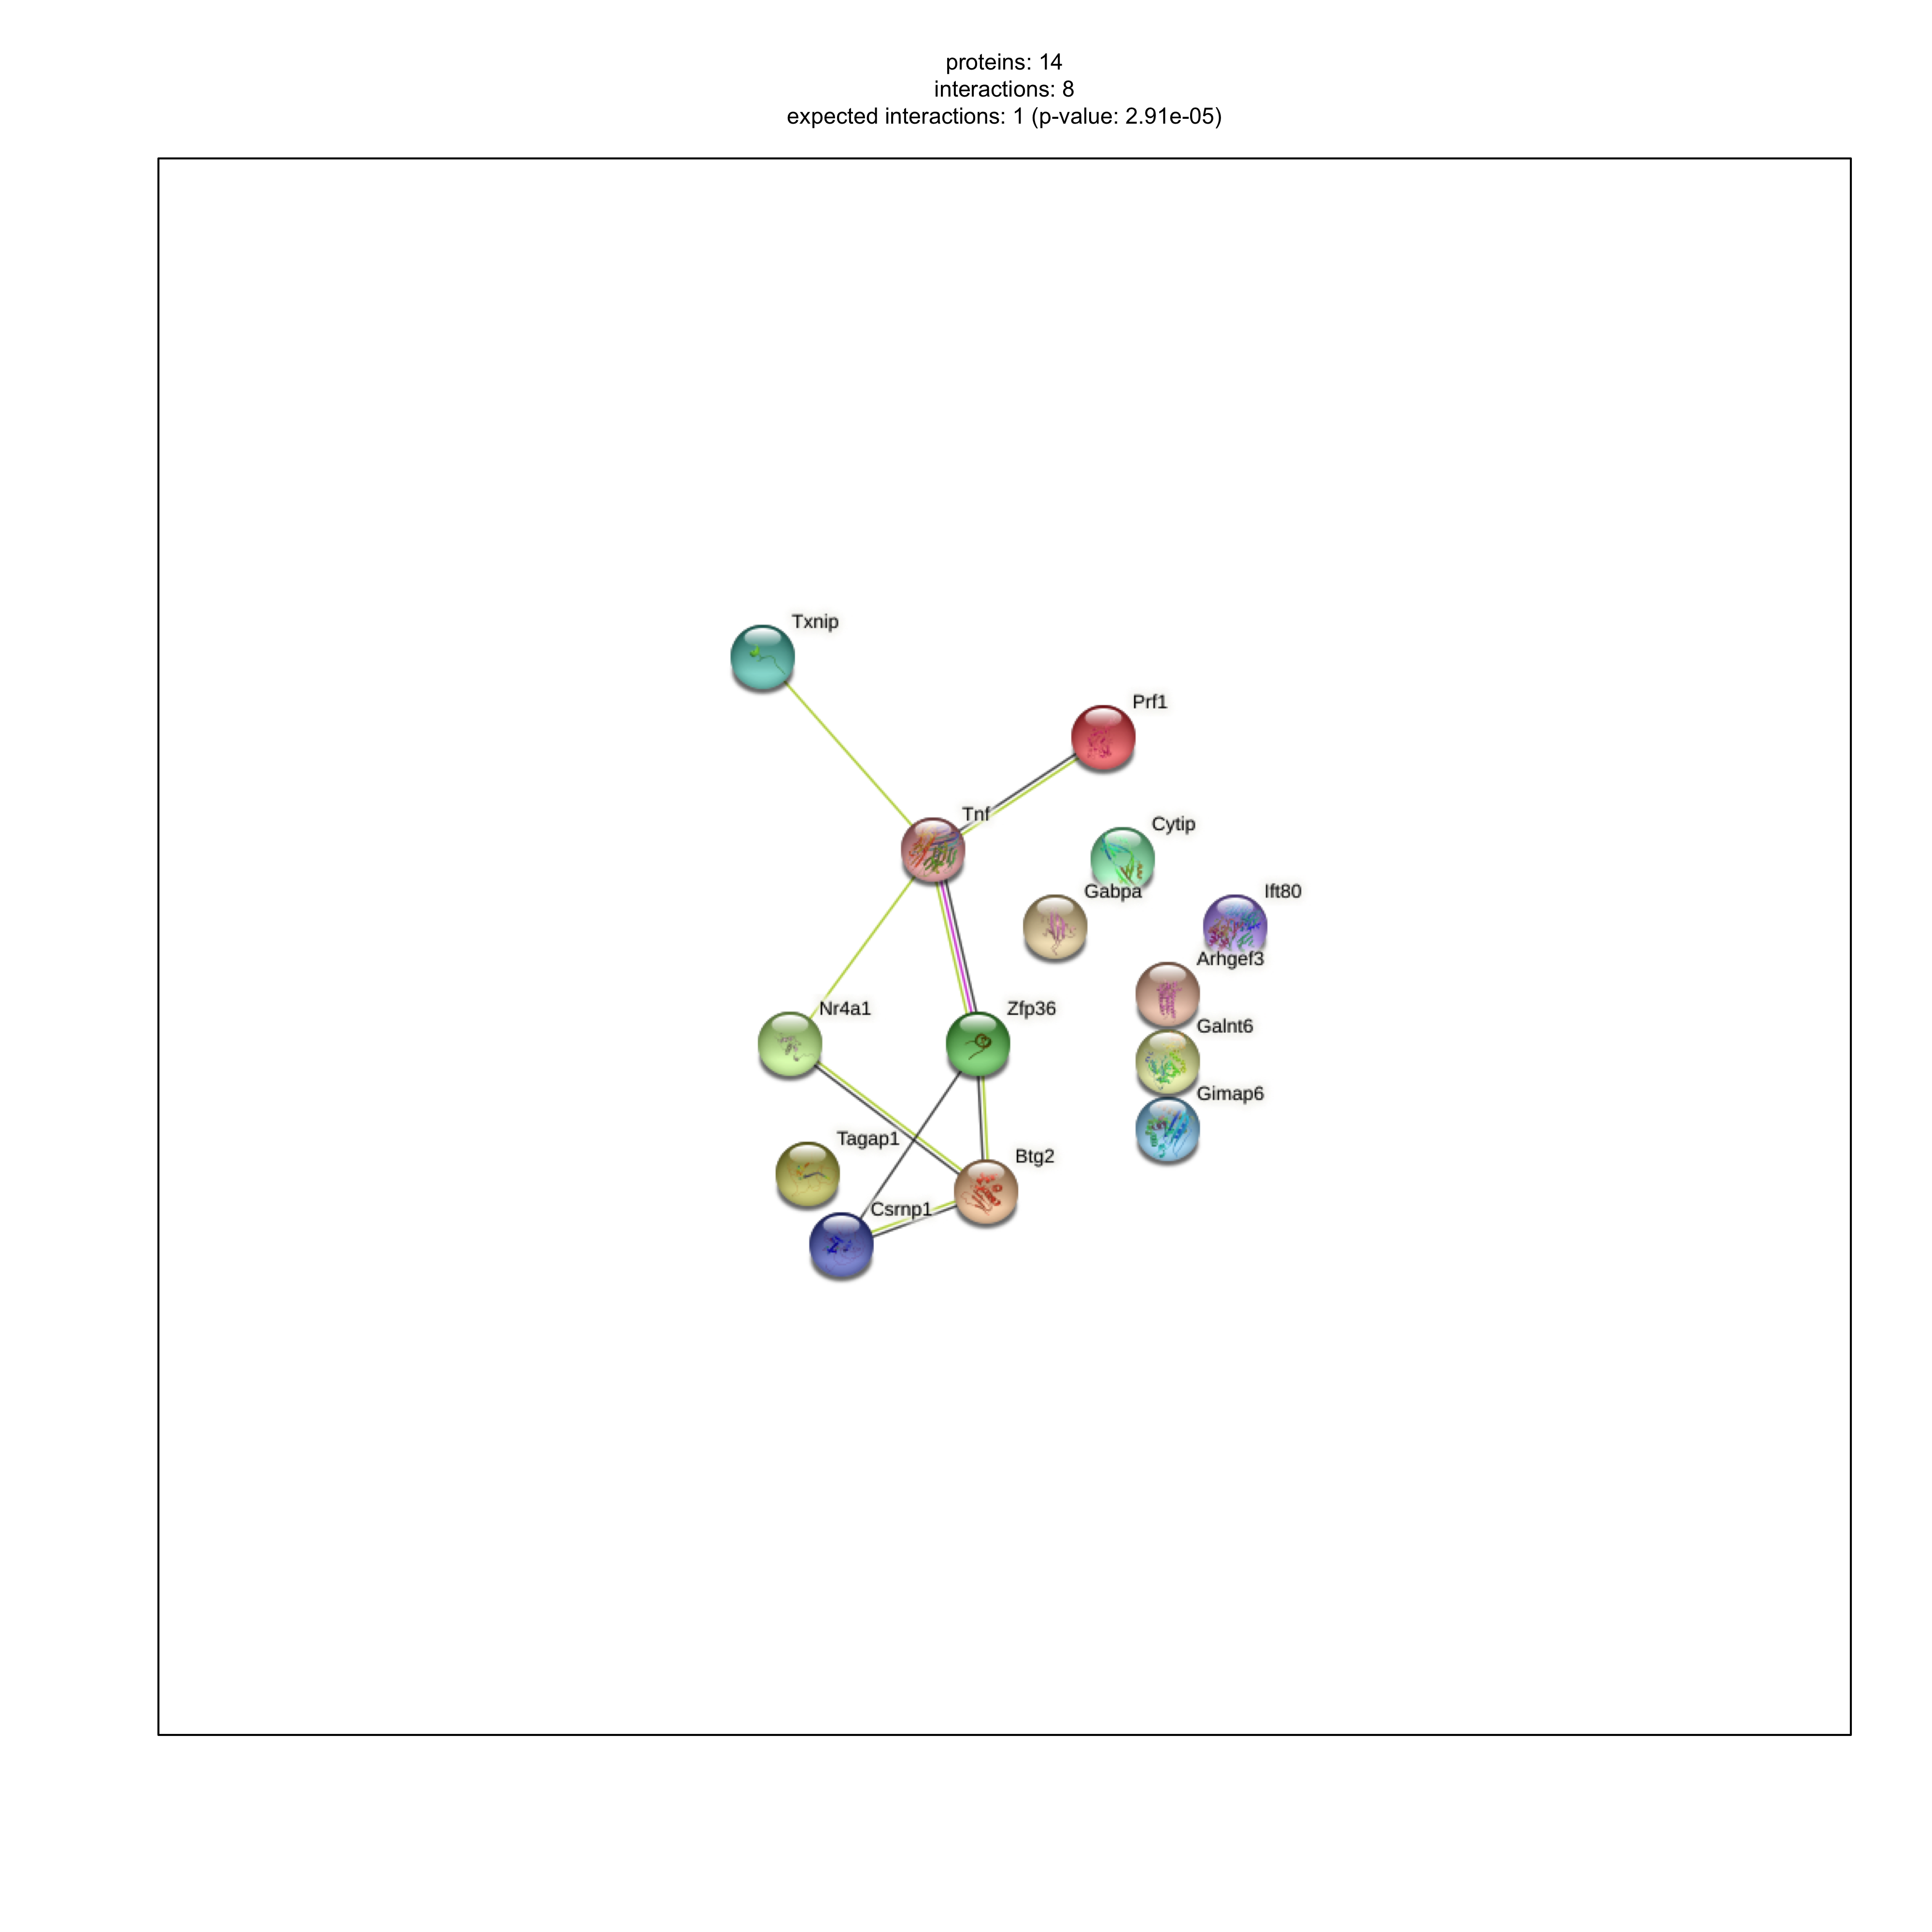 proteins: 14
interactions: 8
expected interactions: 1 (p-value: 2.91e-05)
Txnip
Prf1
Tnf
Cytip
Gabpa
Ift80
Arhgef3
Nr4a1
Zfp36
Galnt6
Gimap6
Tagap1
Btg2
Csrnp1